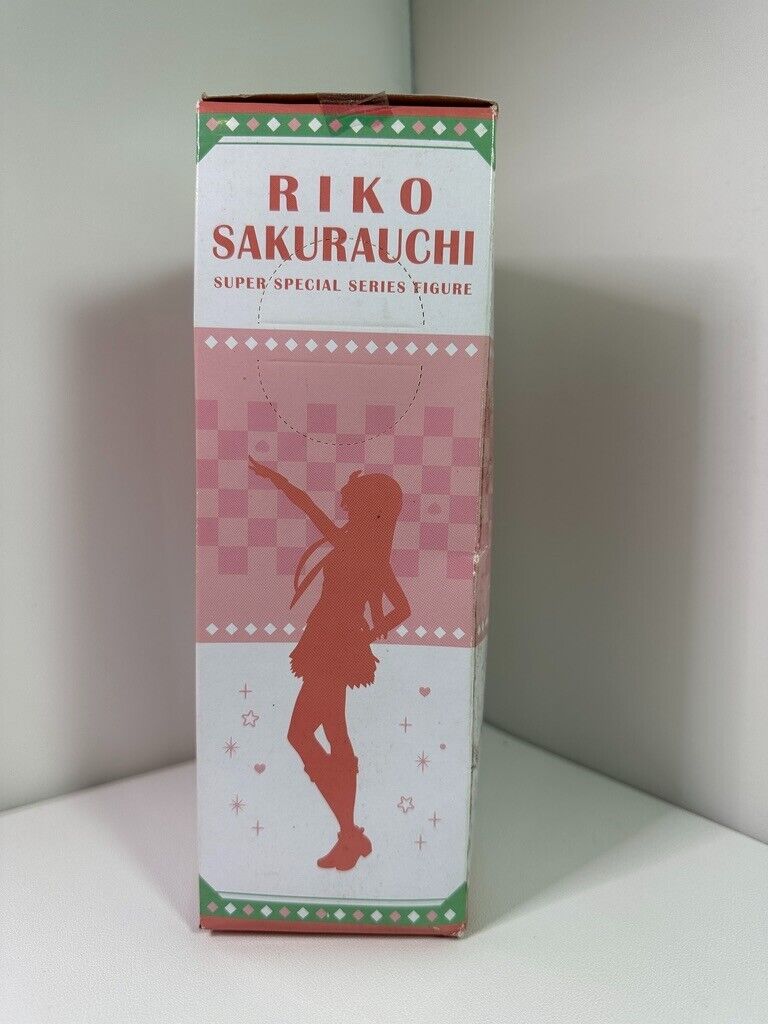 RIKO
SAKURAUCHI
SUPER SPECIAL SERIES FIGURE